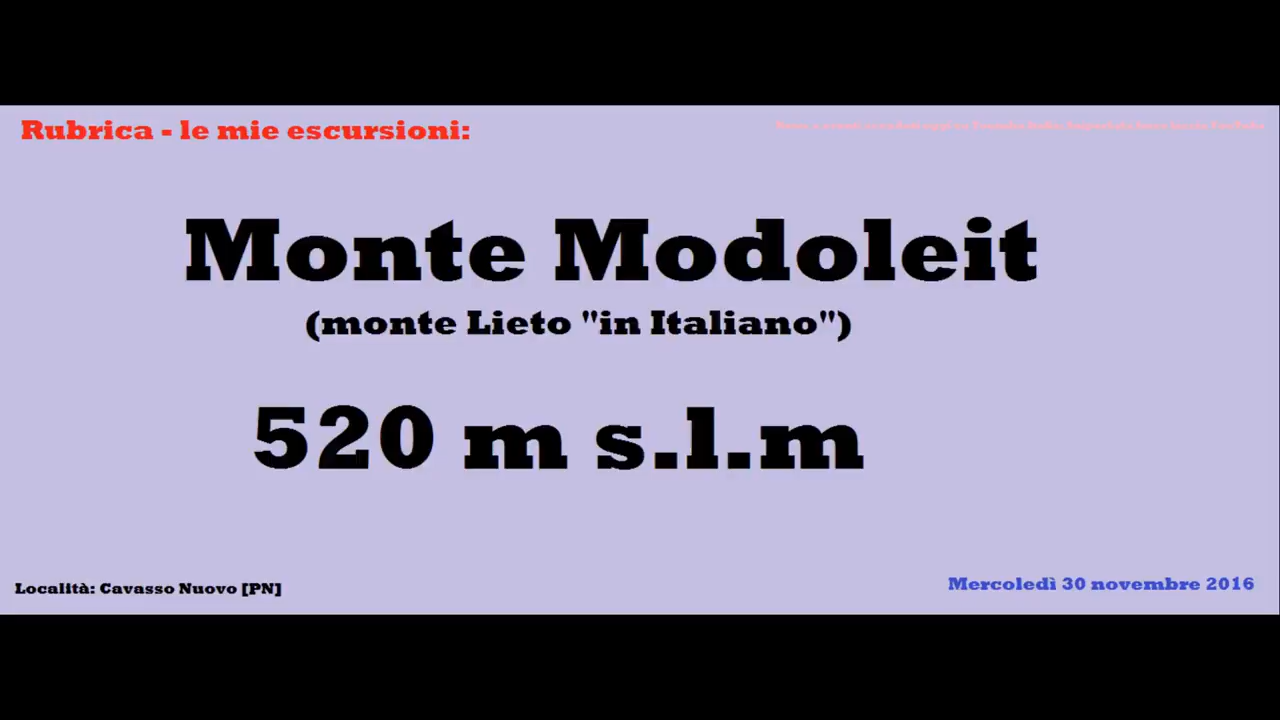 Rubrica - le mie escursioni:
Monte Modoleit
(monte Lieto "in Italiano")
520 m s.l.m
Località: Cavasso Nuovo [PN]
Mercoledì 30 novembre 2016